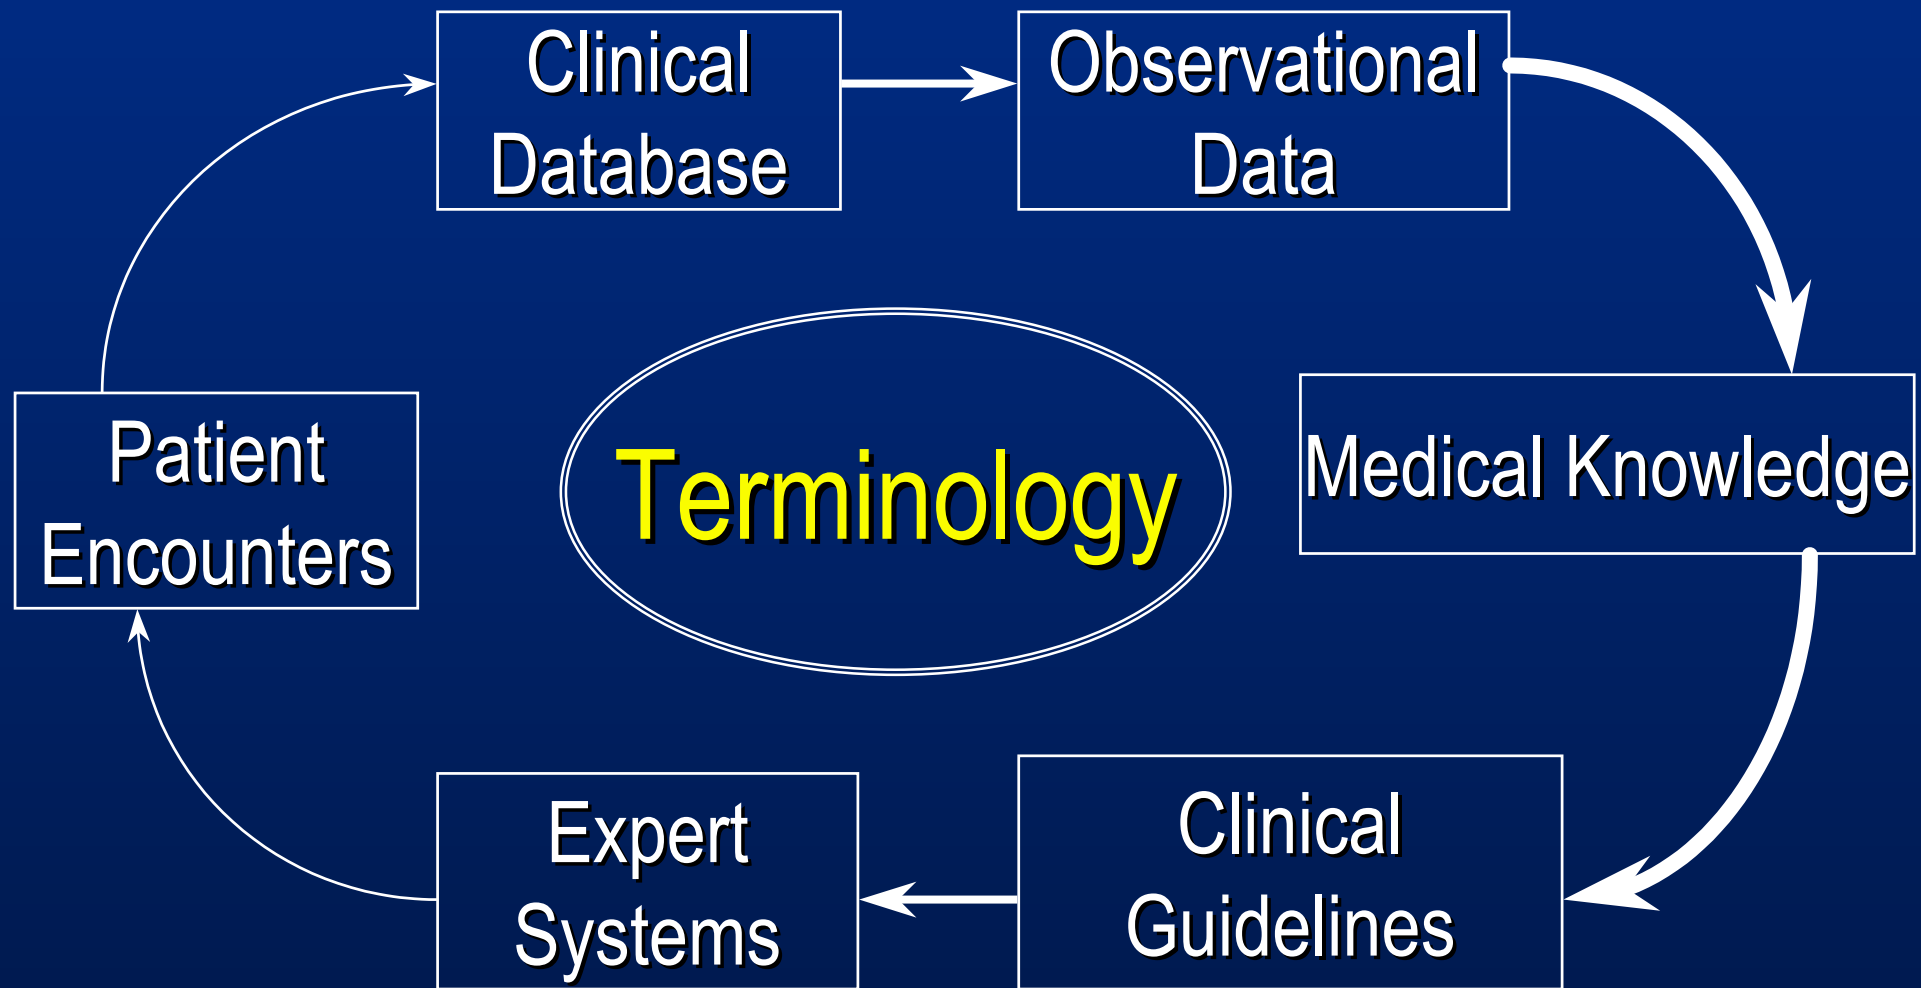 Clinical
Database
Observational
Data
Patient
Encounters
Terminology
Medical Knowledge
Expert
Systems
Clinical
Guidelines